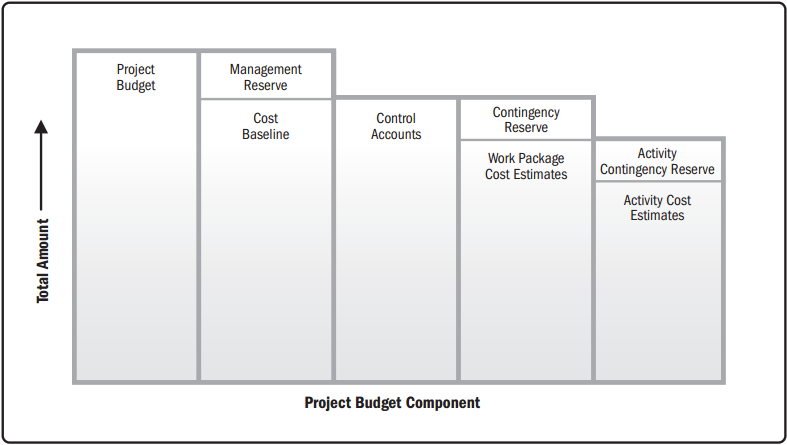 Project
Budget
Management
Reserve
Cost
Baseline
Control
Accounts
Contingency
Reserve
Work Package
Cost Estimates
Activity
Contingency Reserve
Activity Cost
Estimates
Total Amount
Project Budget Component